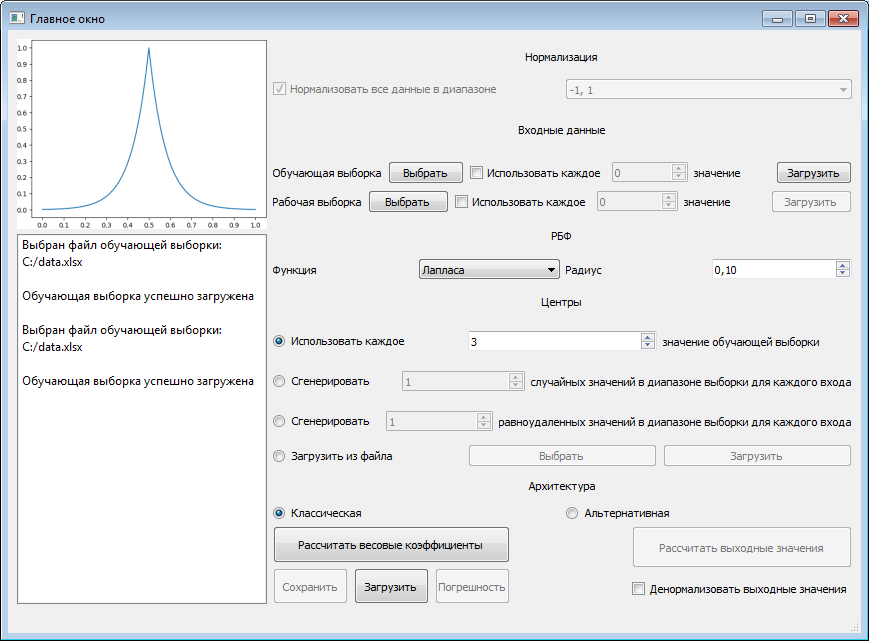 Главное окно
1.0
0.9
0.8
0.7
0.6
0.5
0.4
0.3
0.2
0.1
0.0
0.0 0.1 0.2 0.3 0.4 0.5 0.6 0.7 0.8 0.9 1.0
Выбран файл обучающей выборки:
C:/data.xlsx
Обучающая выборка успешно загружена
Выбран файл обучающей выборки:
C:/data.xlsx
Обучающая выборка успешно загружена
Нормализация
Нормализовать все данные в диапазоне -1, 1
Входные данные
Обучающая выборка Выбрать Использовать каждое 0 значение Загрузить
Рабочая выборка Выбрать Использовать каждое 0 значение Загрузить
РБФ
Функция Лапласа Радиус 0,10
Центры
Использовать каждое 3 значение обучающей выборки
Сгенерировать 1 случайных значений в диапазоне выборки для каждого входа
Сгенерировать 1 равноудаленных значений в диапазоне выборки для каждого входа
Загрузить из файла Выбрать Загрузить
Архитектура
Классическая Альтернативная
Рассчитать весовые коэффициенты Рассчитать выходные значения
Сохранить Загрузить Погрешность Денормализовать выходные значения